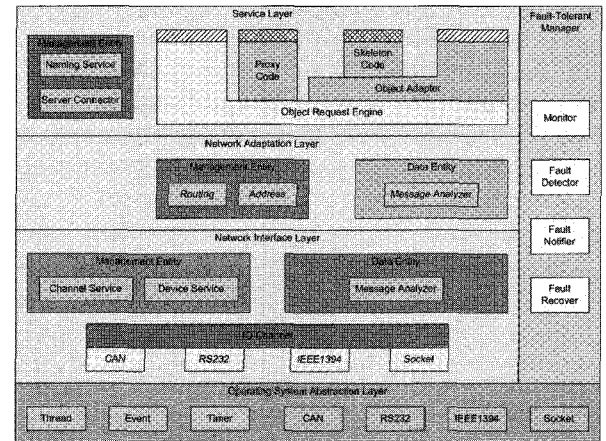 Service Layer
Fault-Tolerant
Manager
Management Entity
Naming Service
Server Connector
Proxy
Code
Skeleton
Code
Object Adapter
Object Request Engine
Monitor
Network Adaptation Layer
Management Entity
Routing
Address
Data Entity
Message Analyzer
Fault
Detector
Network Interface Layer
Fault
Notifier
Management Entity
Channel Service
Device Service
Data Entity
Message Analyzer
Fault
Recover
IO Channel
CAN
RS232
IEEE1394
Socket
Operating System Abstraction Layer
Thread
Event
Timer
CAN
RS232
IEEE1394
Socket